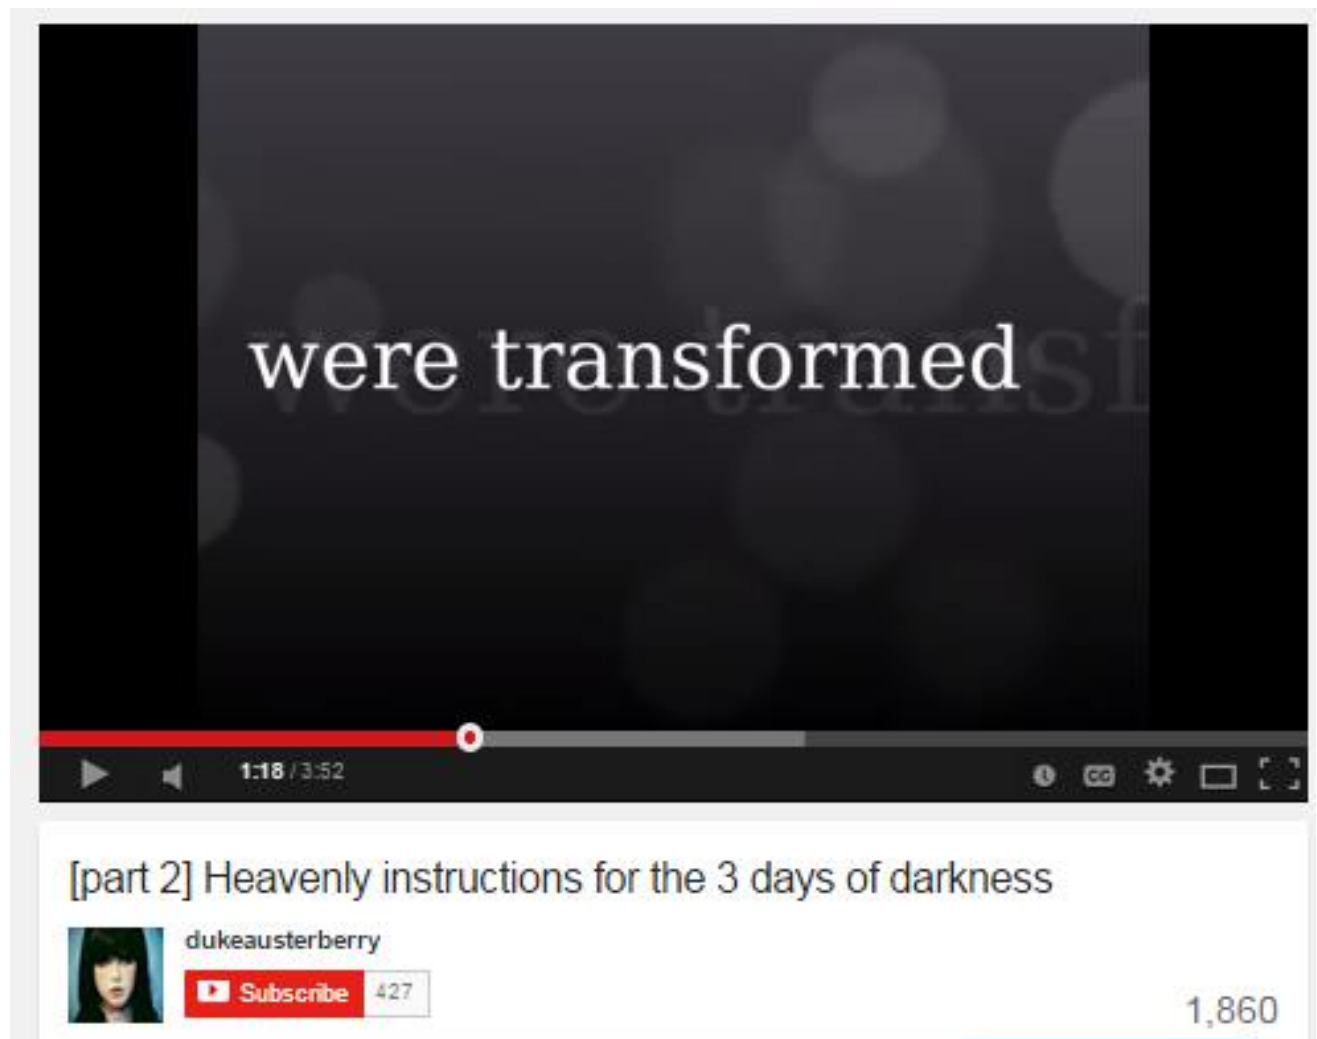 were transformed
1:18 / 3:52
CC
[part 2] Heavenly instructions for the 3 days of darkness
dukeausterberry
Subscribe 427
1,860